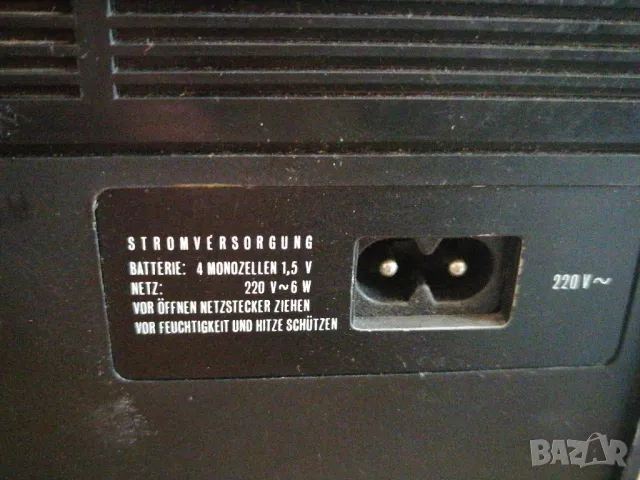 STROMVERSORGUNG
BATTERIE: 4 MONOZELLEN 1,5 V
NETZ: 220 V~6 W
VOR ÖFFNEN NETZSTECKER ZIEHEN
VOR FEUCHTIGKEIT UND HITZE SCHÜTZEN
220 V~
BAZAR